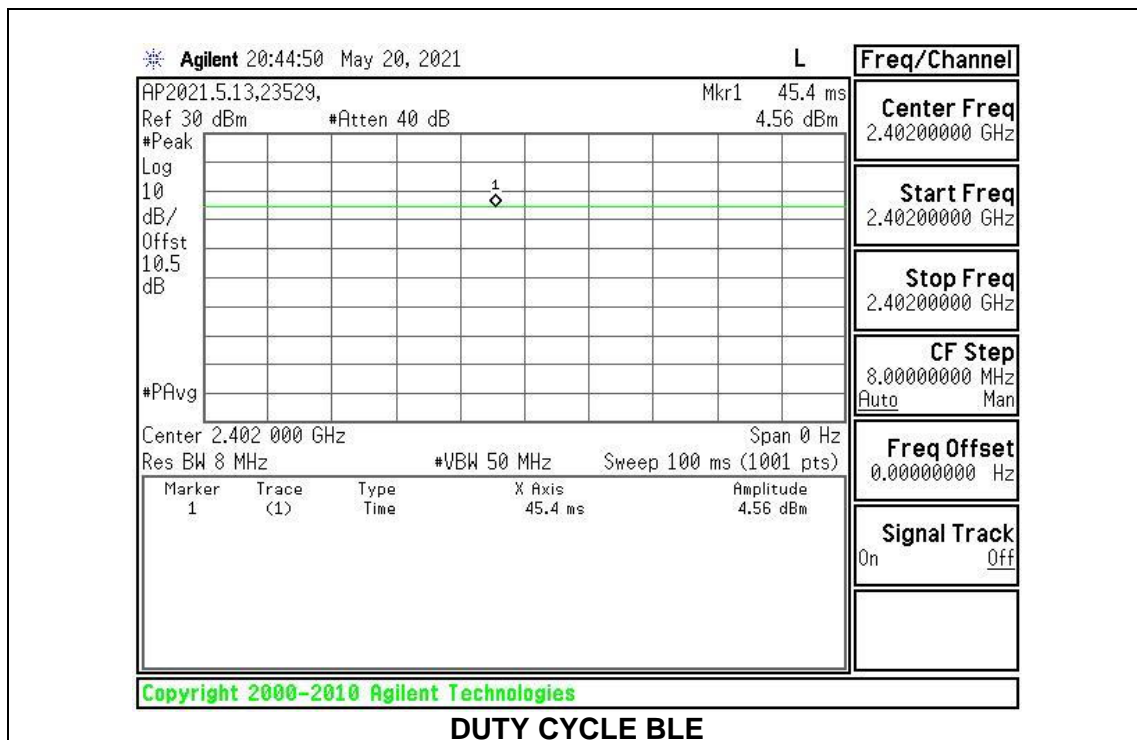 Agilent 20:44:50 May 20, 2021 L
AP2021.5.13,23529, Mkr1 45.4 ms
Ref 30 dBm #Atten 40 dB 4.56 dBm
#Peak
Log
10
dB/
Offst
10.5
dB
1
#PAvg
Center 2.402 000 GHz Span 0 Hz
Res BW 8 MHz #VBW 50 MHz Sweep 100 ms (1001 pts)
Marker Trace Type X Axis Amplitude
1 (1) Time 45.4 ms 4.56 dBm
Freq/Channel
Center Freq
2.40200000 GHz
Start Freq
2.40200000 GHz
Stop Freq
2.40200000 GHz
CF Step
8.00000000 MHz
Auto Man
Freq Offset
0.00000000 Hz
Signal Track
On Off
Copyright 2000-2010 Agilent Technologies
DUTY CYCLE BLE